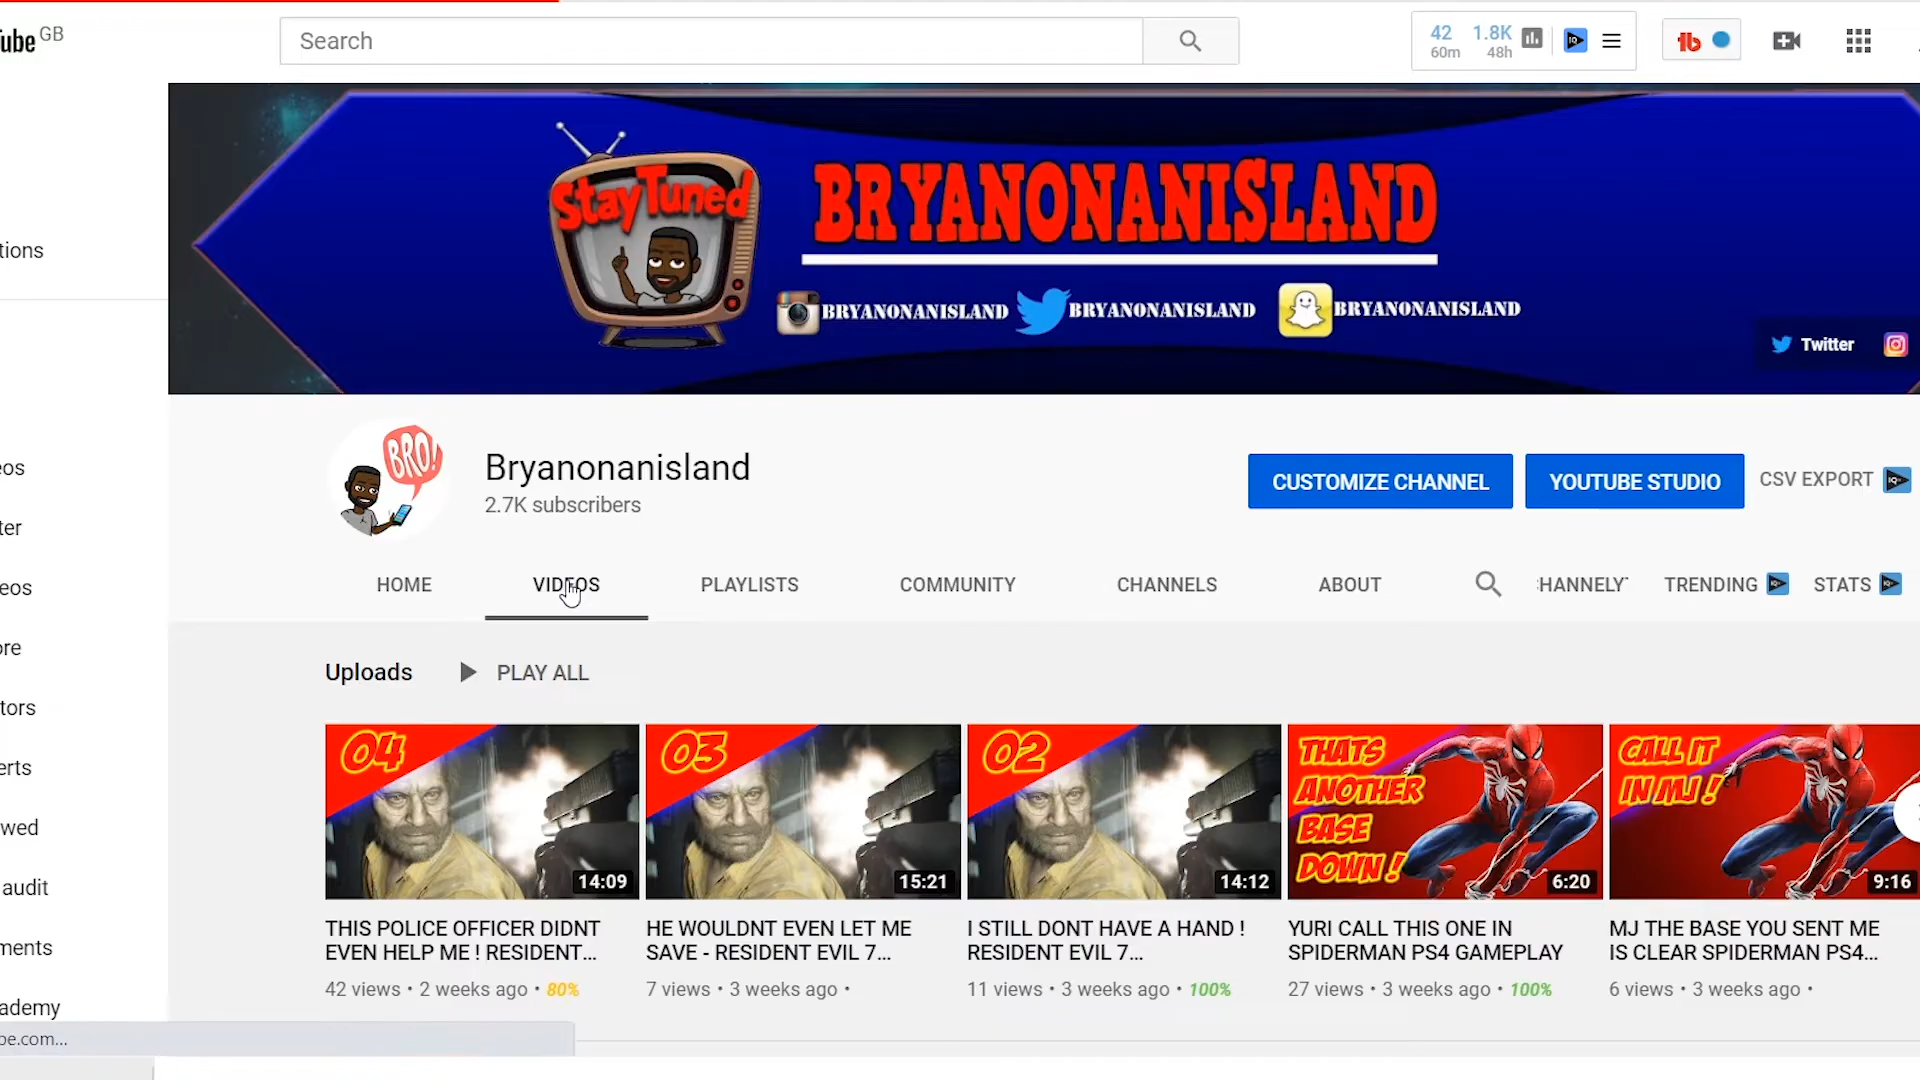 ube GB
Search
42 1.8K
60m 48h
StayTuned
BRYANONANISLAND
BRYANONANISLAND BRYANONANISLAND BRYANONANISLAND
Twitter
tions
BRO!
Bryanonanisland
2.7K subscribers
CUSTOMIZE CHANNEL YOUTUBE STUDIO CSV EXPORT
HOME VIDEOS PLAYLISTS COMMUNITY CHANNELS ABOUT HANNELY TRENDING STATS
eos
ter
eos
ore
tors
erts
wed
audit
ments
ademy
be.com...
Uploads PLAY ALL
04
14:09
03
15:21
02
14:12
THATS
ANOTHER
BASE
DOWN !
6:20
CALL IT
IN MJ !
9:16
THIS POLICE OFFICER DIDNT
EVEN HELP ME ! RESIDENT...
42 views • 2 weeks ago • 80%
HE WOULDNT EVEN LET ME
SAVE - RESIDENT EVIL 7...
7 views • 3 weeks ago •
I STILL DONT HAVE A HAND !
RESIDENT EVIL 7...
11 views • 3 weeks ago • 100%
YURI CALL THIS ONE IN
SPIDERMAN PS4 GAMEPLAY
27 views • 3 weeks ago • 100%
MJ THE BASE YOU SENT ME
IS CLEAR SPIDERMAN PS4...
6 views • 3 weeks ago •